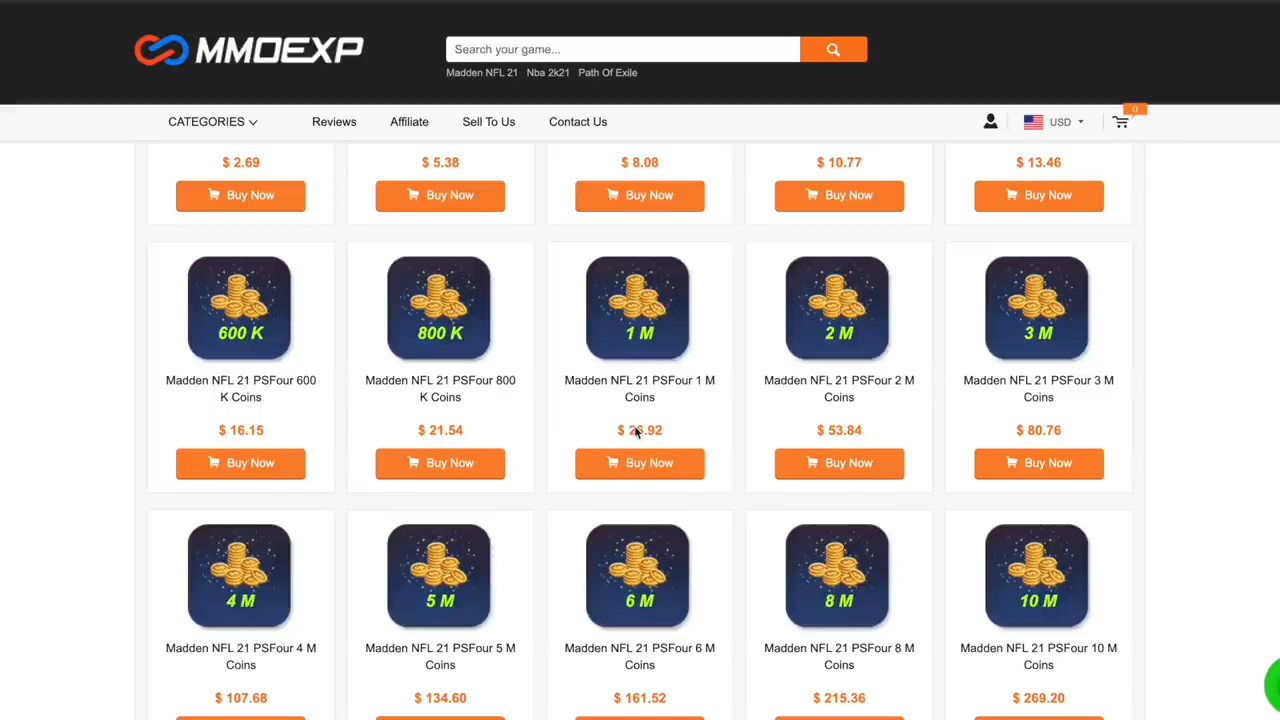 MMOEXP
Search your game...
Madden NFL 21 Nba 2k21 Path Of Exile
CATEGORIES Reviews Affiliate Sell To Us Contact Us USD 0
$ 2.69 $ 5.38 $ 8.08 $ 10.77 $ 13.46
Buy Now Buy Now Buy Now Buy Now Buy Now
600 K 800 K 1 M 2 M 3 M
Madden NFL 21 PSFour 600 Madden NFL 21 PSFour 800 Madden NFL 21 PSFour 1 M Madden NFL 21 PSFour 2 M Madden NFL 21 PSFour 3 M
K Coins K Coins Coins Coins Coins
$ 16.15 $ 21.54 $ 26.92 $ 53.84 $ 80.76
Buy Now Buy Now Buy Now Buy Now Buy Now
4 M 5 M 6 M 8 M 10 M
Madden NFL 21 PSFour 4 M Madden NFL 21 PSFour 5 M Madden NFL 21 PSFour 6 M Madden NFL 21 PSFour 8 M Madden NFL 21 PSFour 10 M
Coins Coins Coins Coins Coins
$ 107.68 $ 134.60 $ 161.52 $ 215.36 $ 269.20